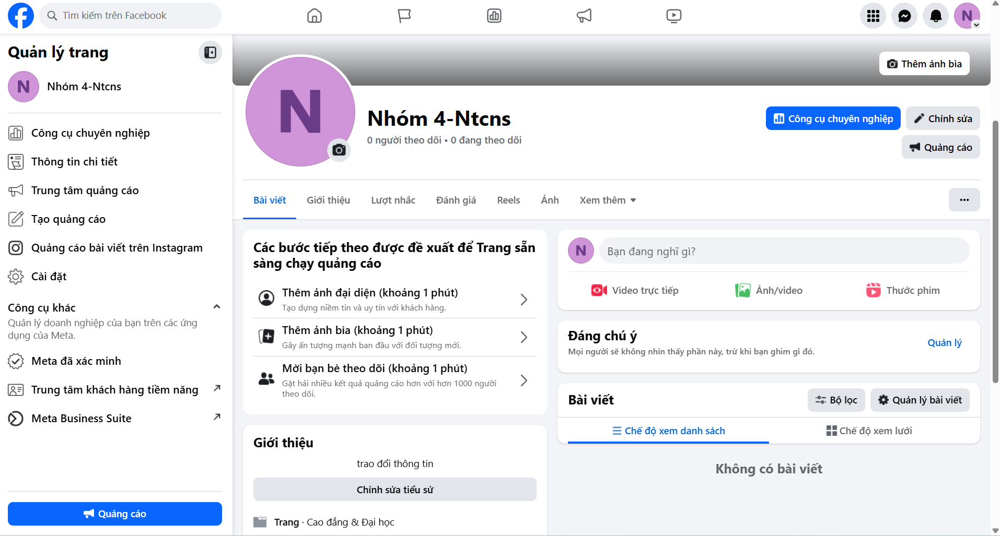 Tìm kiếm trên Facebook
N
Quản lý trang
N
Nhóm 4-Ntcns
Công cụ chuyên nghiệp
Thông tin chi tiết
Trung tâm quảng cáo
Tạo quảng cáo
Quảng cáo bài viết trên Instagram
Cài đặt
Công cụ khác
Quản lý doanh nghiệp của bạn trên các ứng
dụng của Meta.
Meta đã xác minh
Trung tâm khách hàng tiềm năng
Meta Business Suite
Quảng cáo
Thêm ảnh bìa
N
Nhóm 4-Ntcns
0 người theo dõi • 0 đang theo dõi
Công cụ chuyên nghiệp
Chỉnh sửa
Quảng cáo
Bài viết Giới thiệu Lượt nhắc Đánh giá Reels Ảnh Xem thêm
Các bước tiếp theo được đề xuất để Trang sẵn
sàng chạy quảng cáo
Thêm ảnh đại diện (khoảng 1 phút)
Tạo dựng niềm tin và uy tín với khách hàng.
Thêm ảnh bìa (khoảng 1 phút)
Gây ấn tượng mạnh ban đầu với đối tượng mới.
Mời bạn bè theo dõi (khoảng 1 phút)
Gặt hái nhiều kết quả quảng cáo hơn với hơn 1000 người
theo dõi.
Giới thiệu
trao đổi thông tin
Chỉnh sửa tiểu sử
Trang · Cao đẳng & Đại học
N
Bạn đang nghĩ gì?
Video trực tiếp Ảnh/video Thước phim
Đáng chú ý
Mọi người sẽ không nhìn thấy phần này, trừ khi bạn ghim gì đó.
Quản lý
Bài viết
Bộ lọc
Quản lý bài viết
Chế độ xem danh sách
Chế độ xem lưới
Không có bài viết